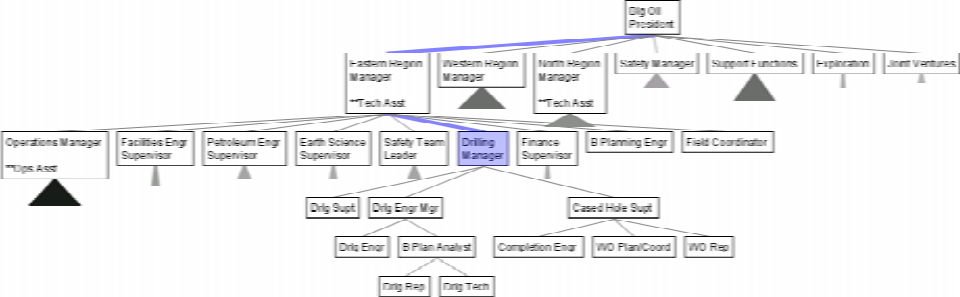 Big Oil
President
Eastern Region
Manager
**Tech Asst
Western Region
Manager
North Region
Manager
**Tech Asst
Safety Manager
Support Functions
Exploration
Joint Ventures
Operations Manager
**Ops Asst
Facilities Engr
Supervisor
Petroleum Engr
Supervisor
Earth Science
Supervisor
Safety Team
Leader
Drilling
Manager
Finance
Supervisor
B Planning Engr
Field Coordinator
Drlg Supt
Drlg Engr Mgr
Cased Hole Supt
Drlg Engr
B Plan Analyst
Completion Engr
WO Plan/Coord
WO Rep
Drlg Rep
Drlg Tech